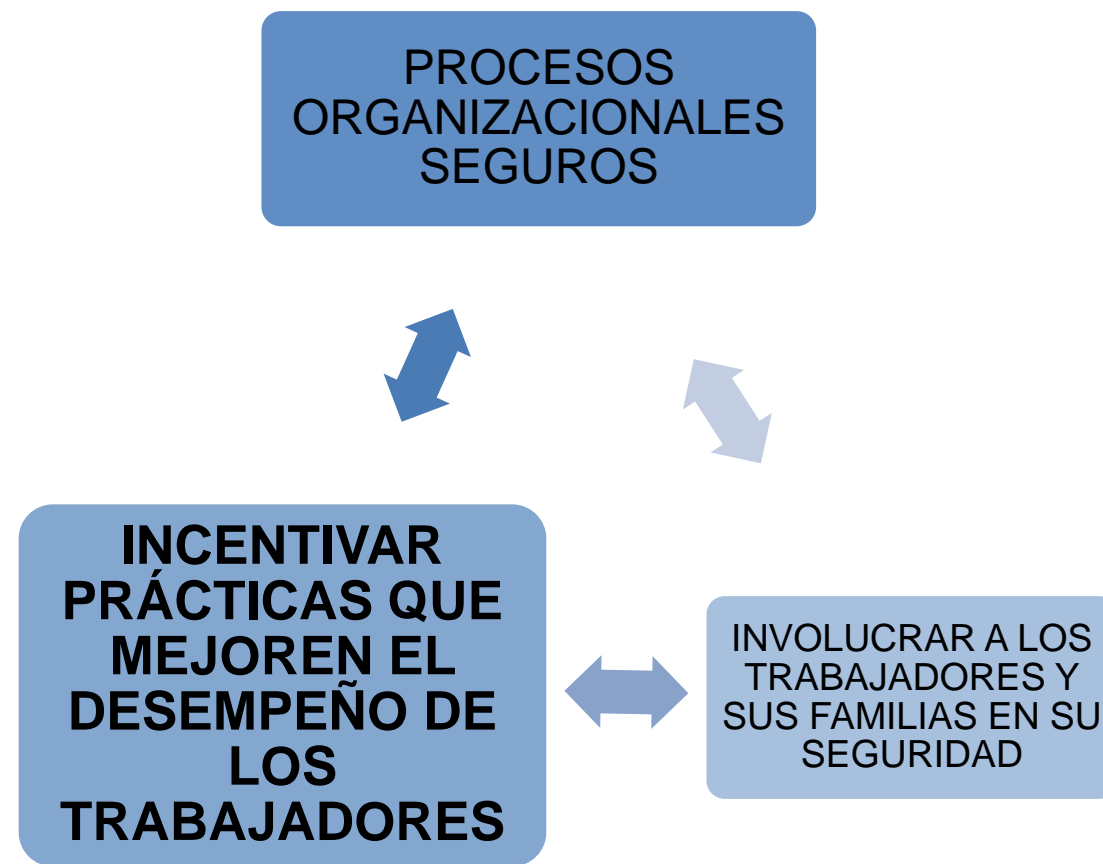 PROCESOS
ORGANIZACIONALES
SEGUROS
INCENTIVAR
PRÁCTICAS QUE
MEJOREN EL
DESEMPEÑO DE
LOS
TRABAJADORES
INVOLUCRAR A LOS
TRABAJADORES Y
SUS FAMILIAS EN SU
SEGURIDAD